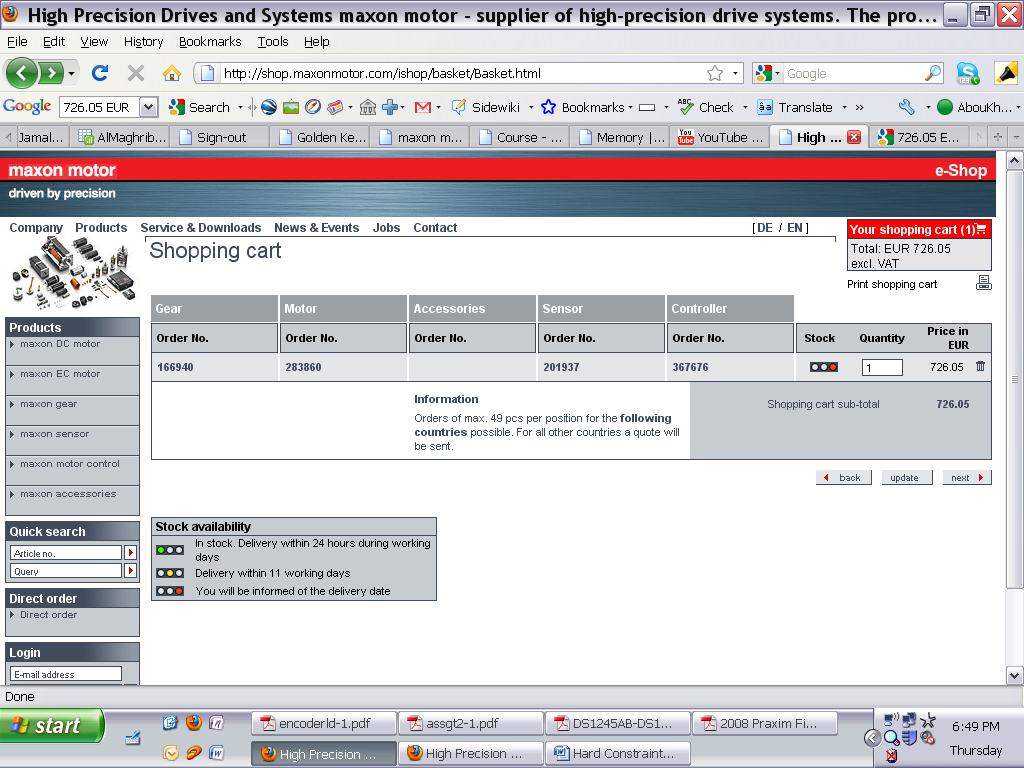 High Precision Drives and Systems maxon motor - supplier of high-precision drive systems. The pro...
File Edit View History Bookmarks Tools Help
http://shop.maxonmotor.com/ishop/basket/Basket.html
Google
Google 726.05 EUR Search Sidewiki Bookmarks ABC Check Translate » AbouKh...
Jamal... AlMaghrib... Sign-out Golden Ke... maxon m... Course - ... Memory |... You Tube YouTube ... High ... 726.05 E...
maxon motor
e-Shop
driven by precision
Company Products Service & Downloads News & Events Jobs Contact [ DE / EN ]
Your shopping cart (1)
Total: EUR 726.05
excl. VAT
Print shopping cart
Shopping cart
Gear Motor Accessories Sensor Controller
Order No. Order No. Order No. Order No. Order No. Stock Quantity Price in
EUR
166940 283860 201937 367676 1 726.05
Information
Orders of max. 49 pcs per position for the following
countries possible. For all other countries a quote will
be sent.
Shopping cart sub-total 726.05
back update next
Stock availability
In stock. Delivery within 24 hours during working
days
Delivery within 11 working days
You will be informed of the delivery date
Products
maxon DC motor
maxon EC motor
maxon gear
maxon sensor
maxon motor control
maxon accessories
Quick search
Article no.
Query
Direct order
Direct order
Login
E-mail address
Done
start
encoderId-1.pdf assgt2-1.pdf DS1245AB-DS1... 2008 Praxim Fi...
High Precision ... High Precision ... Hard Constraint...
6:49 PM
Thursday